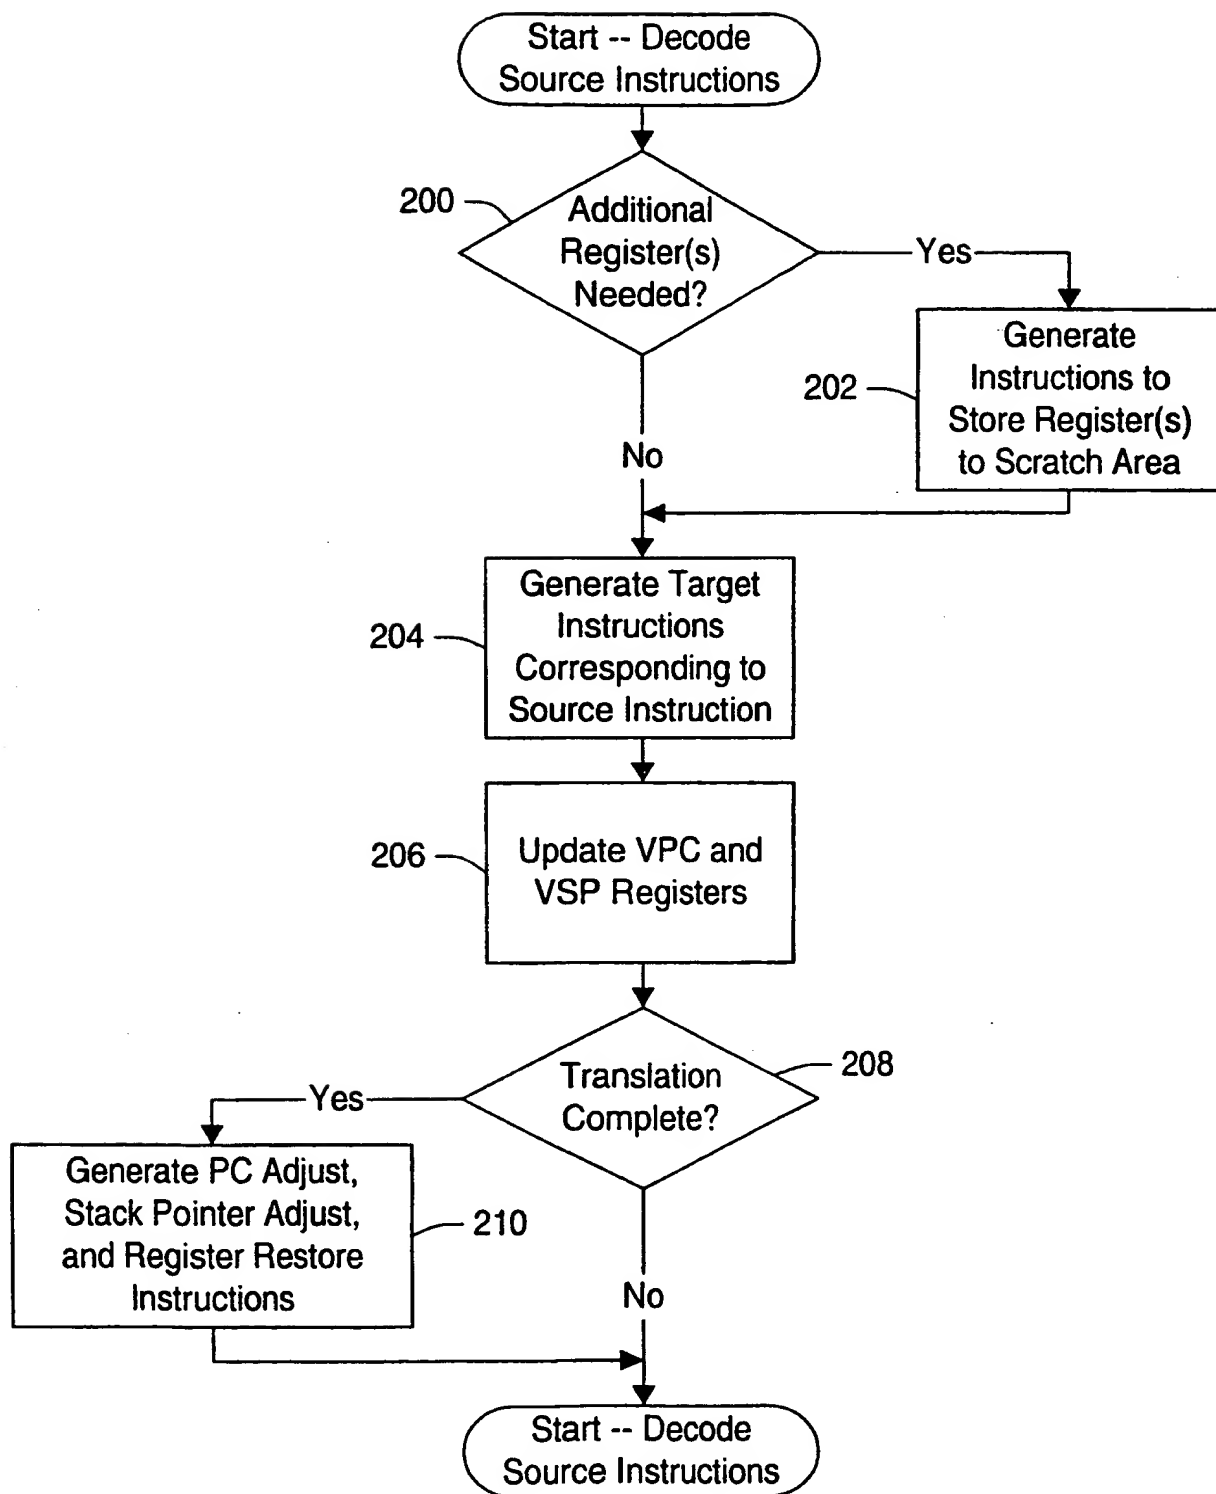 Start -- Decode
Source Instructions
200
Additional
Register(s)
Needed?
Yes
Generate
Instructions to
Store Register(s)
to Scratch Area
202
No
Generate Target
Instructions
Corresponding to
Source Instruction
204
Update VPC and
VSP Registers
206
Translation
Complete?
208
Yes
Generate PC Adjust,
Stack Pointer Adjust,
and Register Restore
Instructions
210
No
Start -- Decode
Source Instructions